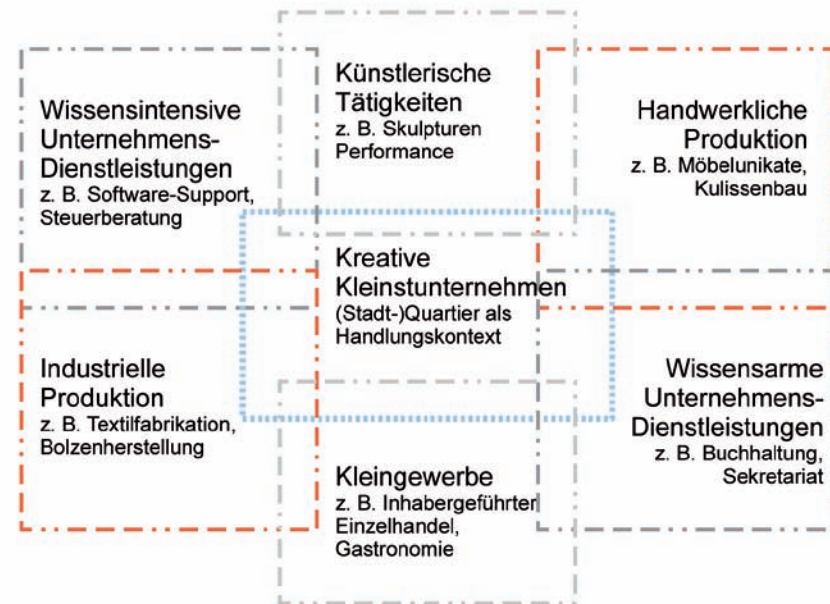 Künstlerische
Tätigkeiten
z. B. Skulpturen
Performance
Wissensintensive
Unternehmens-
Dienstleistungen
z. B. Software-Support,
Steuerberatung
Handwerkliche
Produktion
z. B. Möbelunikate,
Kulissenbau
Kreative
Kleinstunternehmen
(Stadt-)Quartier als
Handlungskontext
Industrielle
Produktion
z. B. Textilfabrikation,
Bolzenherstellung
Wissensarme
Unternehmens-
Dienstleistungen
z. B. Buchhaltung,
Sekretariat
Kleingewerbe
z. B. Inhabergeführter
Einzelhandel,
Gastronomie